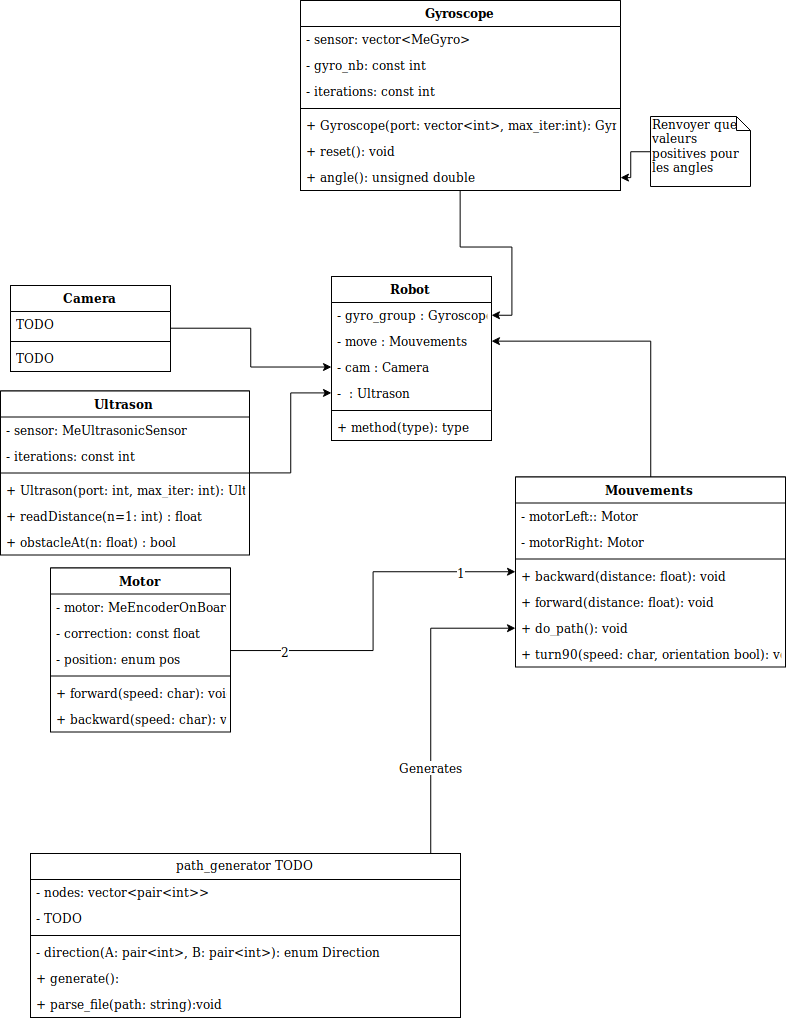 Gyroscope
- sensor: vector<MeGyro>
- gyro_nb: const int
- iterations: const int
+ Gyroscope(port: vector<int>, max_iter:int): Gyr
+ reset(): void
+ angle(): unsigned double
Renvoyer que
valeurs
positives pour
les angles
Camera
TODO
TODO
Robot
- gyro_group : Gyroscop
- move : Mouvements
- cam : Camera
-  : Ultrason
+ method(type): type
Ultrason
- sensor: MeUltrasonicSensor
- iterations: const int
+ Ultrason(port: int, max_iter: int): Ult
+ readDistance(n=1: int) : float
+ obstacleAt(n: float) : bool
Mouvements
- motorLeft:: Motor
- motorRight: Motor
+ backward(distance: float): void
+ forward(distance: float): void
+ do_path(): void
+ turn90(speed: char, orientation bool): v
Motor
- motor: MeEncoderOnBoar
- correction: const float
- position: enum pos
+ forward(speed: char): voi
+ backward(speed: char): v
2
1
Generates
path_generator TODO
- nodes: vector<pair<int>>
- TODO
- direction(A: pair<int>, B: pair<int>): enum Direction
+ generate():
+ parse_file(path: string):void